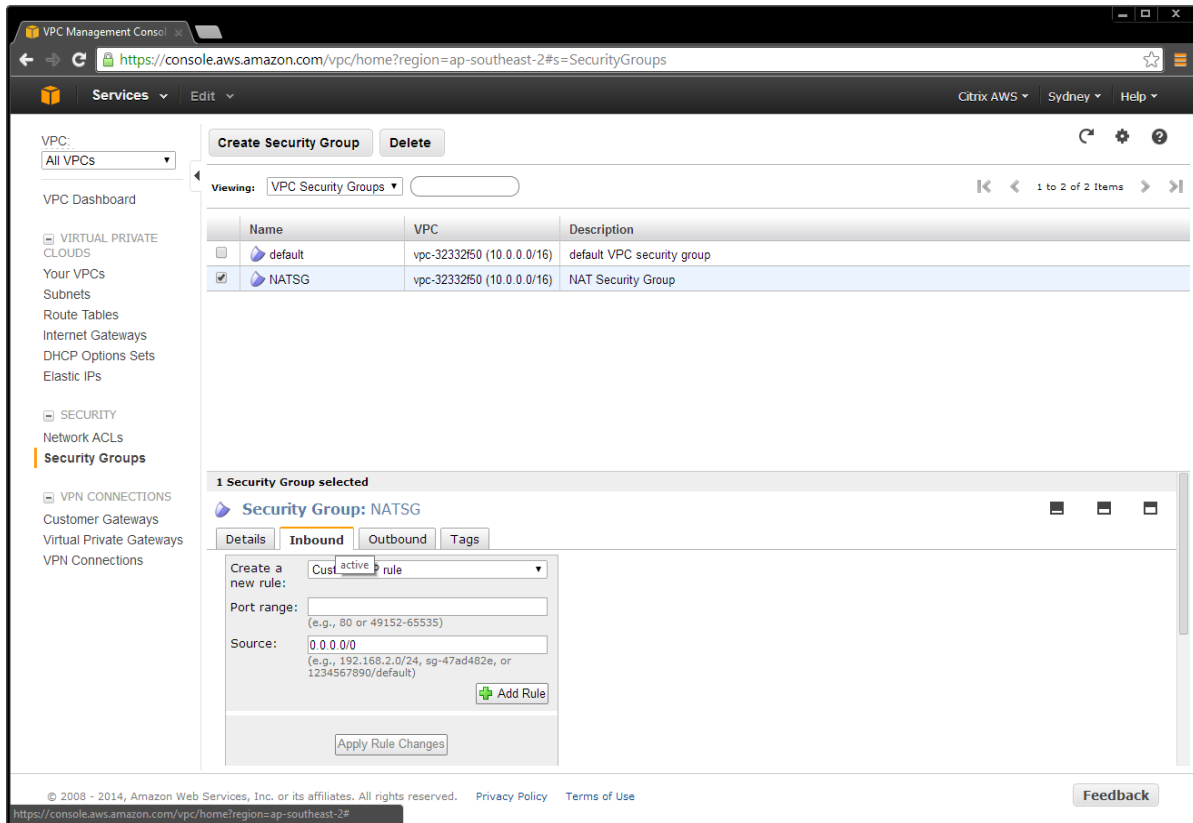 VPC Management Consol
https://console.aws.amazon.com/vpc/home?region=ap-southeast-2#s=SecurityGroups
Services Edit Citrix AWS Sydney Help
VPC:
All VPCs
VPC Dashboard
VIRTUAL PRIVATE
CLOUDS
Your VPCs
Subnets
Route Tables
Internet Gateways
DHCP Options Sets
Elastic IPs
SECURITY
Network ACLs
Security Groups
VPN CONNECTIONS
Customer Gateways
Virtual Private Gateways
VPN Connections
Create Security Group Delete
Viewing: VPC Security Groups 1 to 2 of 2 Items
Name VPC Description
default vpc-32332f50 (10.0.0.0/16) default VPC security group
NATSG vpc-32332f50 (10.0.0.0/16) NAT Security Group
1 Security Group selected
Security Group: NATSG
Details Inbound Outbound Tags
active
Create a
new rule:
rule
Port range:
(e.g., 80 or 49152-65535)
Source: 0.0.0.0/0
(e.g., 192.168.2.0/24, sg-47ad482e, or
1234567890/default)
Add Rule
Apply Rule Changes
© 2008 - 2014, Amazon Web Services, Inc. or its affiliates. All rights reserved. Privacy Policy Terms of Use
Feedback
https://console.aws.amazon.com/vpc/home?region=ap-southeast-2#